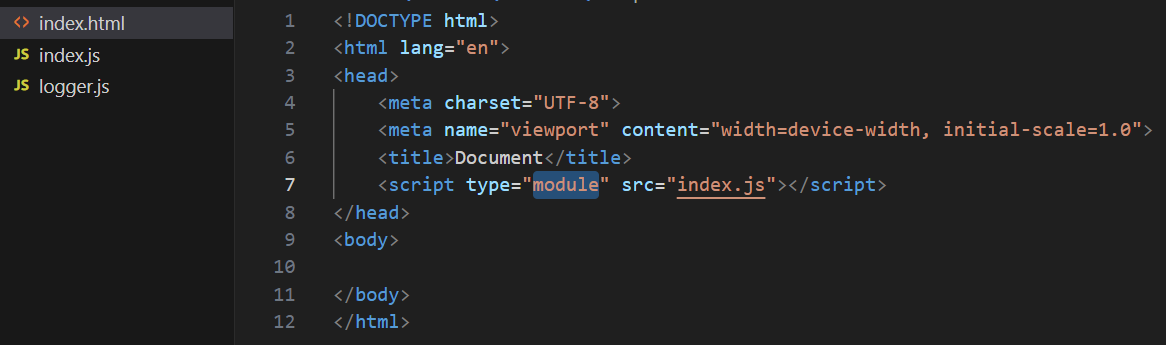 <> index.html
JS index.js
JS logger.js
1 <!DOCTYPE html>
2 <html lang="en">
3 <head>
4     <meta charset="UTF-8">
5     <meta name="viewport" content="width=device-width, initial-scale=1.0">
6     <title>Document</title>
7     <script type="module" src="index.js"></script>
8 </head>
9 <body>
10
11 </body>
12 </html>